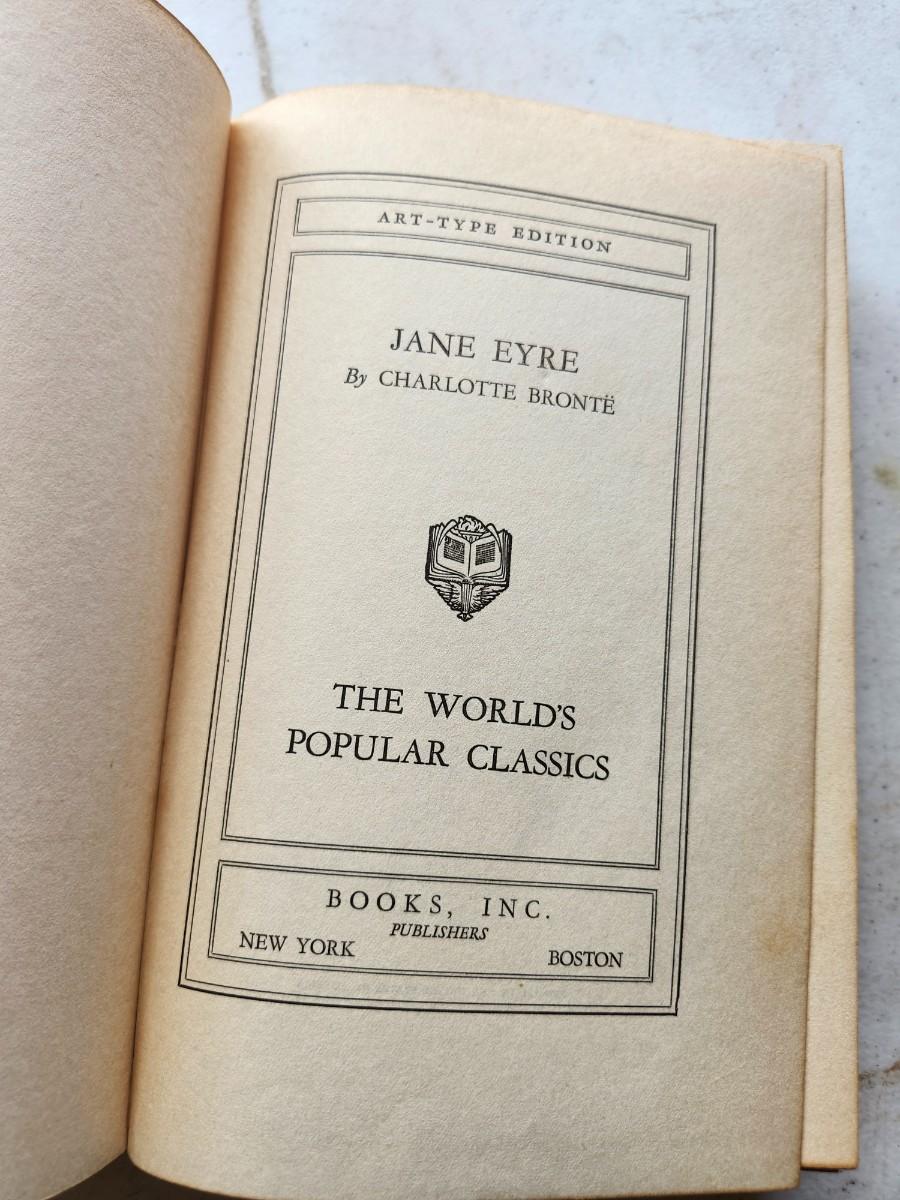 ART-TYPE EDITION
JANE EYRE
By CHARLOTTE BRONTË
THE WORLD'S
POPULAR CLASSICS
BOOKS, INC.
PUBLISHERS
NEW YORK BOSTON